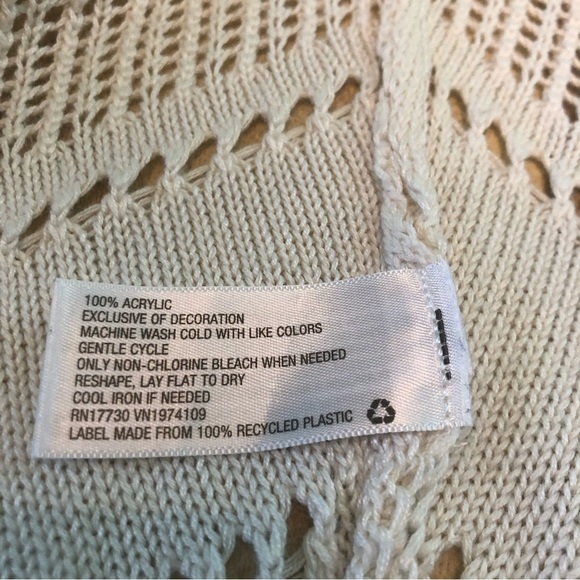 100% ACRYLIC
EXCLUSIVE OF DECORATION
MACHINE WASH COLD WITH LIKE COLORS
GENTLE CYCLE
ONLY NON-CHLORINE BLEACH WHEN NEEDED
RESHAPE, LAY FLAT TO DRY
COOL IRON IF NEEDED
RN17730 VN1974109
LABEL MADE FROM 100% RECYCLED PLASTIC